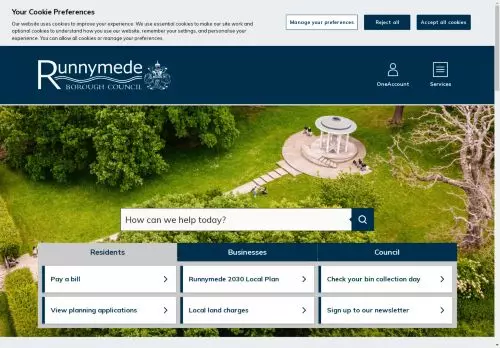 Your Cookie Preferences
Our website uses cookies to improve your experience. We use essential cookies to make our site work and
optional cookies to understand how you use our website, remember your settings, and personalise your
experience. You can allow all cookies or manage your preferences.
Manage your preferences
Reject all
Accept all cookies
Runnymede
BOROUGH COUNCIL
OneAccount
Services
How can we help today?
Residents
Businesses
Council
Pay a bill
Runnymede 2030 Local Plan
Check your bin collection day
View planning applications
Local land charges
Sign up to our newsletter